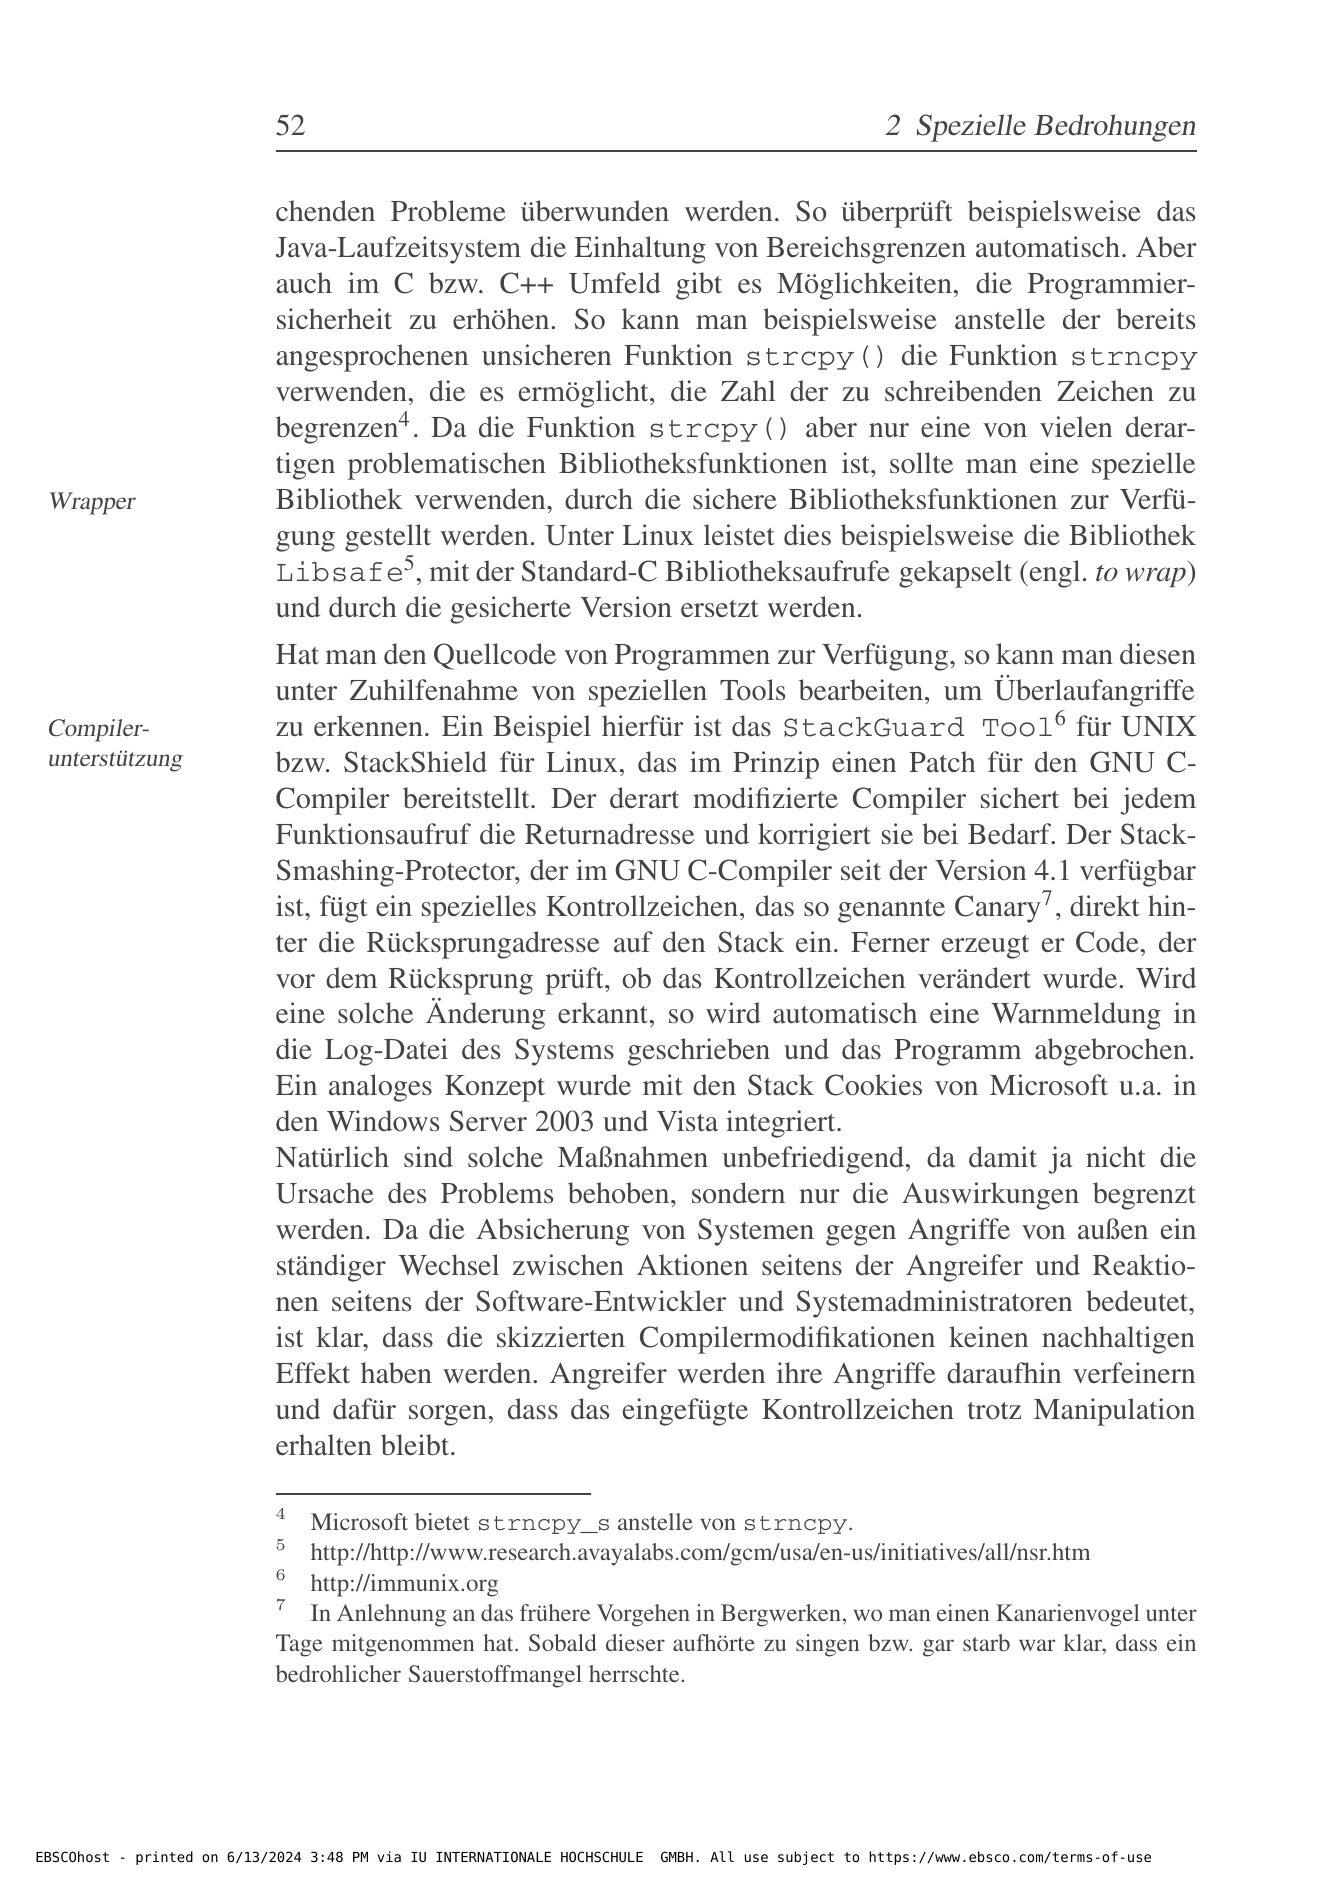 52 2 Spezielle Bedrohungen
chenden Probleme überwunden werden. So überprüft beispielsweise das
Java-Laufzeitsystem die Einhaltung von Bereichsgrenzen automatisch. Aber
auch im C bzw. C++ Umfeld gibt es Möglichkeiten, die Programmier-
sicherheit zu erhöhen. So kann man beispielsweise anstelle der bereits
angesprochenen unsicheren Funktion strcpy() die Funktion strncpy
verwenden, die es ermöglicht, die Zahl der zu schreibenden Zeichen zu
begrenzen4. Da die Funktion strcpy() aber nur eine von vielen derar-
tigen problematischen Bibliotheksfunktionen ist, sollte man eine spezielle
Wrapper
Bibliothek verwenden, durch die sichere Bibliotheksfunktionen zur Verfü-
gung gestellt werden. Unter Linux leistet dies beispielsweise die Bibliothek
Libsafe5, mit der Standard-C Bibliotheksaufrufe gekapselt (engl. to wrap)
und durch die gesicherte Version ersetzt werden.
Hat man den Quellcode von Programmen zur Verfügung, so kann man diesen
unter Zuhilfenahme von speziellen Tools bearbeiten, um Überlaufangriffe
Compiler-
unterstützung
zu erkennen. Ein Beispiel hierfür ist das StackGuard Tool6 für UNIX
bzw. StackShield für Linux, das im Prinzip einen Patch für den GNU C-
Compiler bereitstellt. Der derart modifizierte Compiler sichert bei jedem
Funktionsaufruf die Returnadresse und korrigiert sie bei Bedarf. Der Stack-
Smashing-Protector, der im GNU C-Compiler seit der Version 4.1 verfügbar
ist, fügt ein spezielles Kontrollzeichen, das so genannte Canary7, direkt hin-
ter die Rücksprungadresse auf den Stack ein. Ferner erzeugt er Code, der
vor dem Rücksprung prüft, ob das Kontrollzeichen verändert wurde. Wird
eine solche Änderung erkannt, so wird automatisch eine Warnmeldung in
die Log-Datei des Systems geschrieben und das Programm abgebrochen.
Ein analoges Konzept wurde mit den Stack Cookies von Microsoft u.a. in
den Windows Server 2003 und Vista integriert.
Natürlich sind solche Maßnahmen unbefriedigend, da damit ja nicht die
Ursache des Problems behoben, sondern nur die Auswirkungen begrenzt
werden. Da die Absicherung von Systemen gegen Angriffe von außen ein
ständiger Wechsel zwischen Aktionen seitens der Angreifer und Reaktio-
nen seitens der Software-Entwickler und Systemadministratoren bedeutet,
ist klar, dass die skizzierten Compilermodifikationen keinen nachhaltigen
Effekt haben werden. Angreifer werden ihre Angriffe daraufhin verfeinern
und dafür sorgen, dass das eingefügte Kontrollzeichen trotz Manipulation
erhalten bleibt.
4 Microsoft bietet strncpy_s anstelle von strncpy.
5 http://http://www.research.avayalabs.com/gcm/usa/en-us/initiatives/all/nsr.htm
6 http://immunix.org
7 In Anlehnung an das frühere Vorgehen in Bergwerken, wo man einen Kanarienvogel unter
Tage mitgenommen hat. Sobald dieser aufhörte zu singen bzw. gar starb war klar, dass ein
bedrohlicher Sauerstoffmangel herrschte.
EBSCOhost - printed on 6/13/2024 3:48 PM via IU INTERNATIONALE HOCHSCHULE GMBH. All use subject to https://www.ebsco.com/terms-of-use